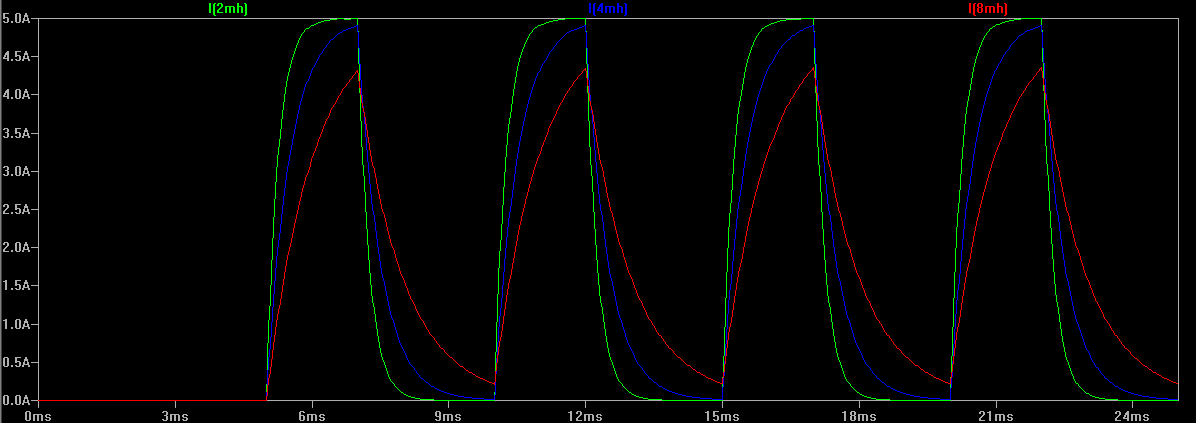 I(2mh) I(4mh) I(8mh)
5.0A
4.5A
4.0A
3.5A
3.0A
2.5A
2.0A
1.5A
1.0A
0.5A
0.0A
0ms 3ms 6ms 9ms 12ms 15ms 18ms 21ms 24ms